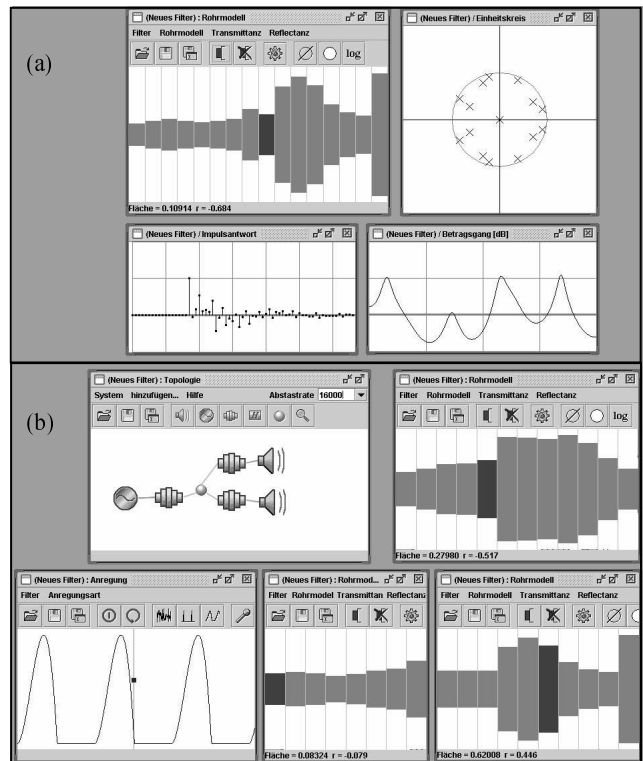 (a)
(Neues Filter) : Rohrmodell
Filter Rohrmodell Transmittanz Reflectanz
log
Fläche = 0.10914 r = -0.684
(Neues Filter) / Einheitskreis
(Neues Filter) / Impulsantwort
(Neues Filter) / Betragsgang [dB]
(b)
(Neues Filter) : Topologie
System hinzufügen... Hilfe Abtastrate 16000
(Neues Filter) : Rohrmodell
Filter Rohrmodell Transmittanz Reflectanz
log
Fläche = 0.27980 r = -0.517
(Neues Filter) : Anregung
Filter Anregungsart
(Neues Filter) : Rohrmod...
Filter Rohrmodel Transmittan Reflectanz
Fläche = 0.08324 r = -0.079
(Neues Filter) : Rohrmodell
Filter Rohrmodell Transmittanz Reflectanz
Fläche = 0.62008 r = 0.446